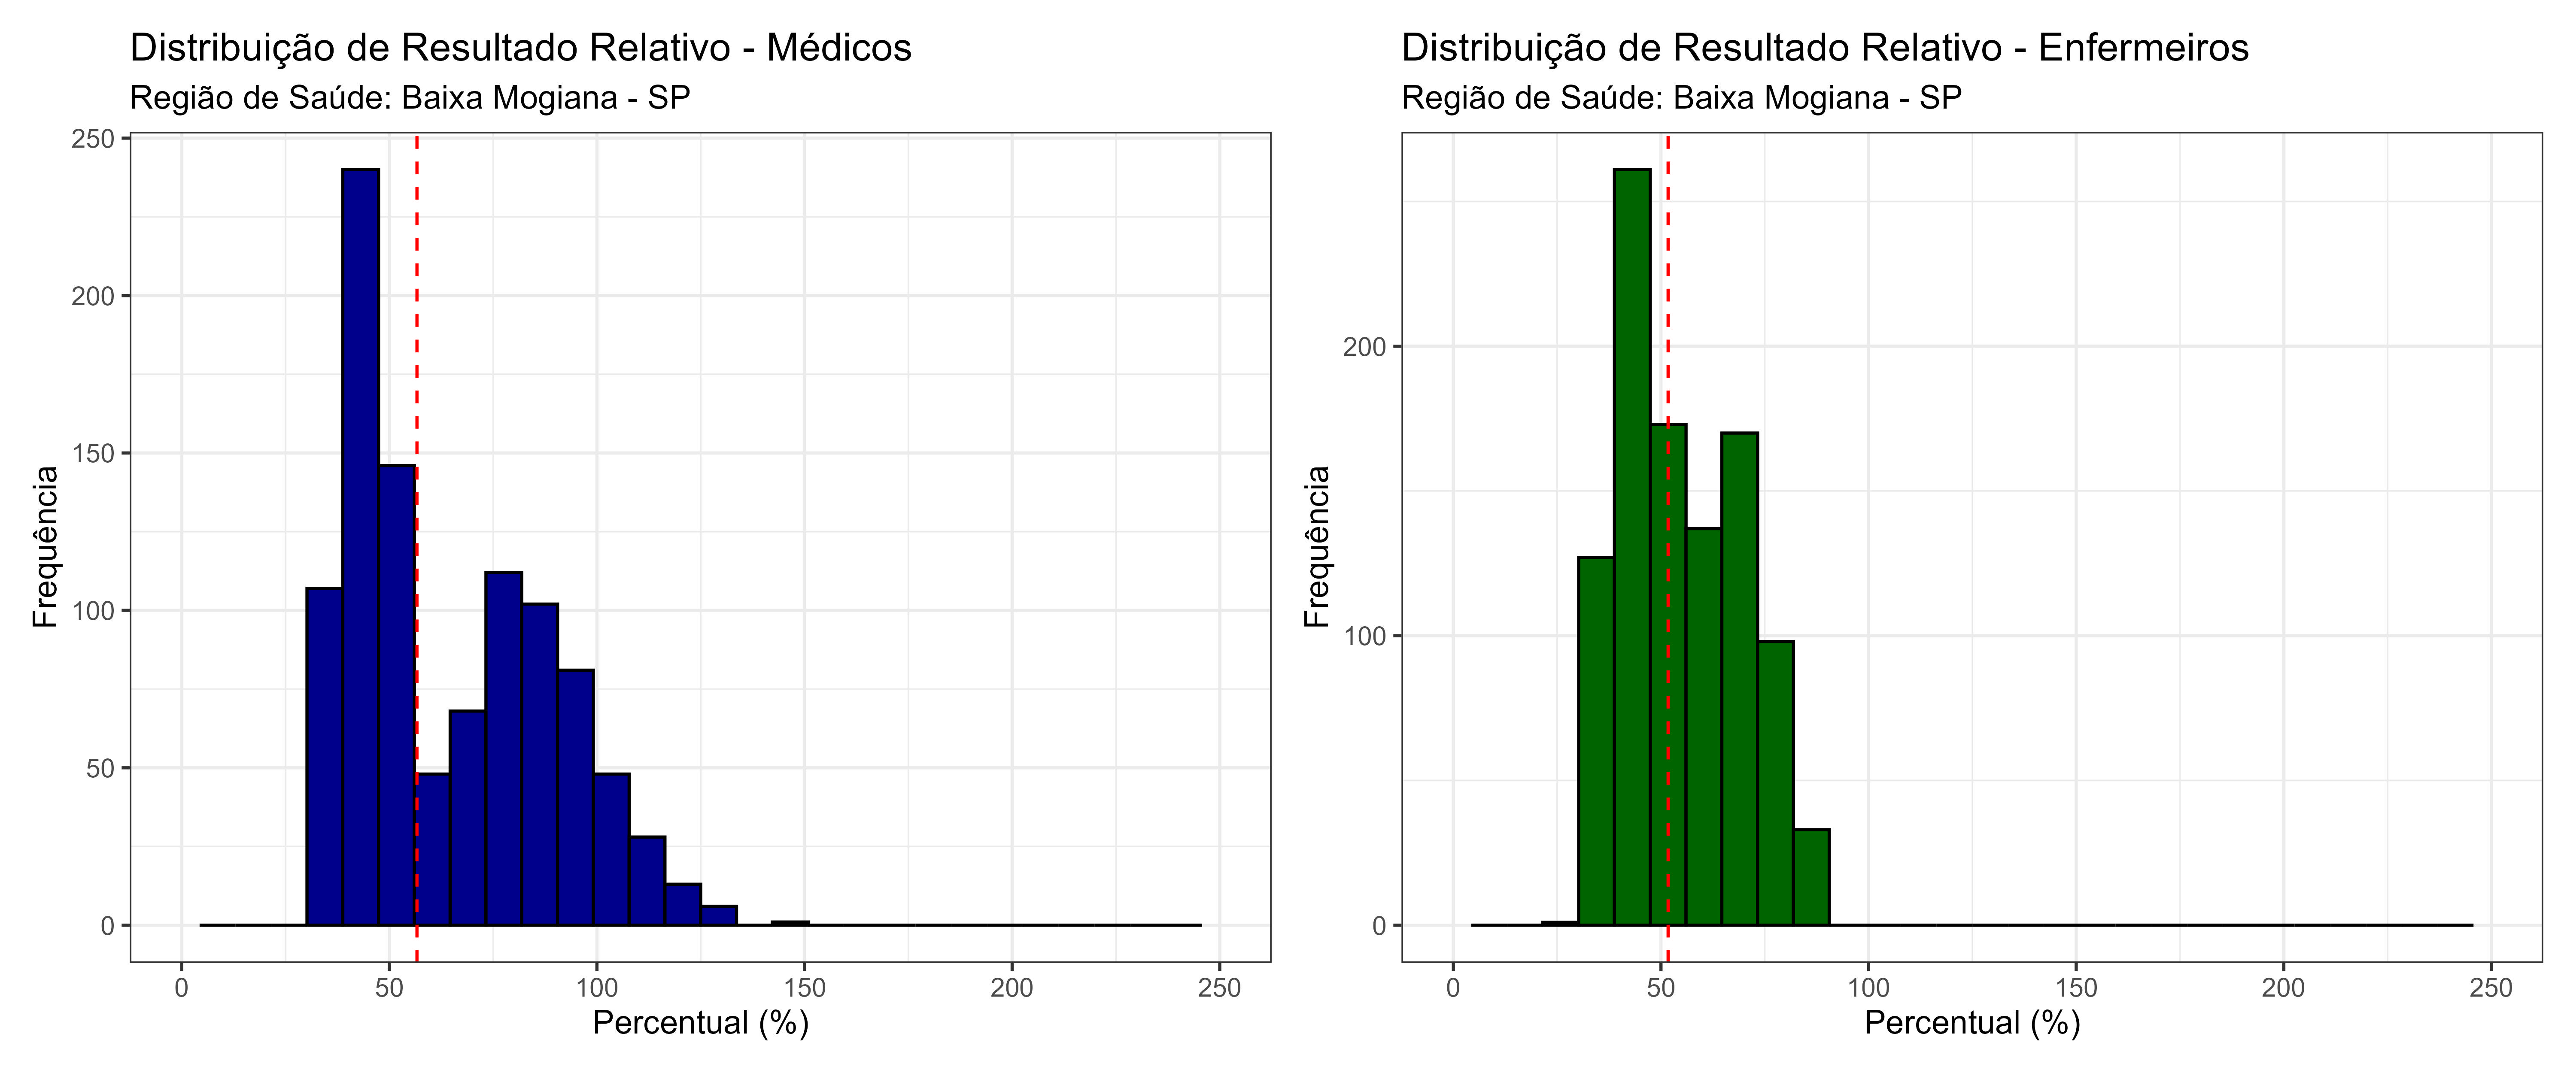 Distribuição de Resultado Relativo - Médicos
Região de Saúde: Baixa Mogiana - SP
250
200
150
100
50
0
Frequência
0 50 100 150 200 250
Percentual (%)
Distribuição de Resultado Relativo - Enfermeiros
Região de Saúde: Baixa Mogiana - SP
200
100
0
Frequência
0 50 100 150 200 250
Percentual (%)